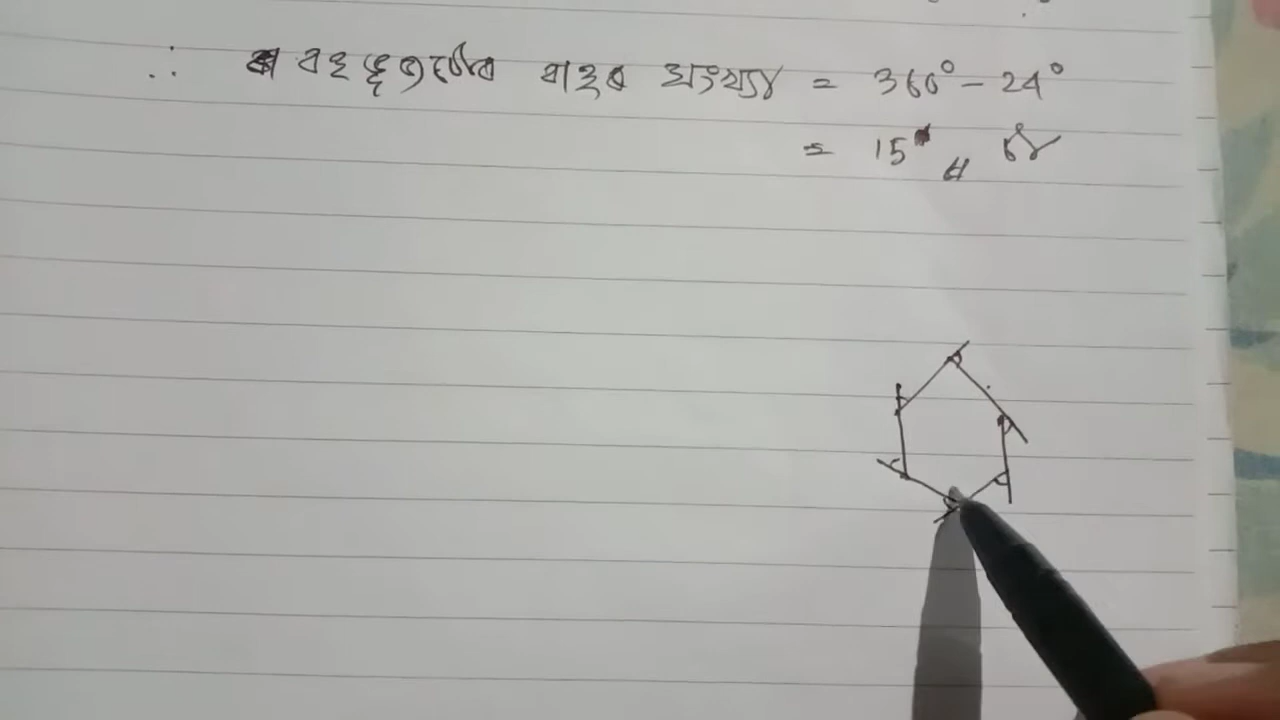 ∴ বহুভুজটোৰ বাহুৰ সংখ্যা = 360° – 24°
= 15 টা